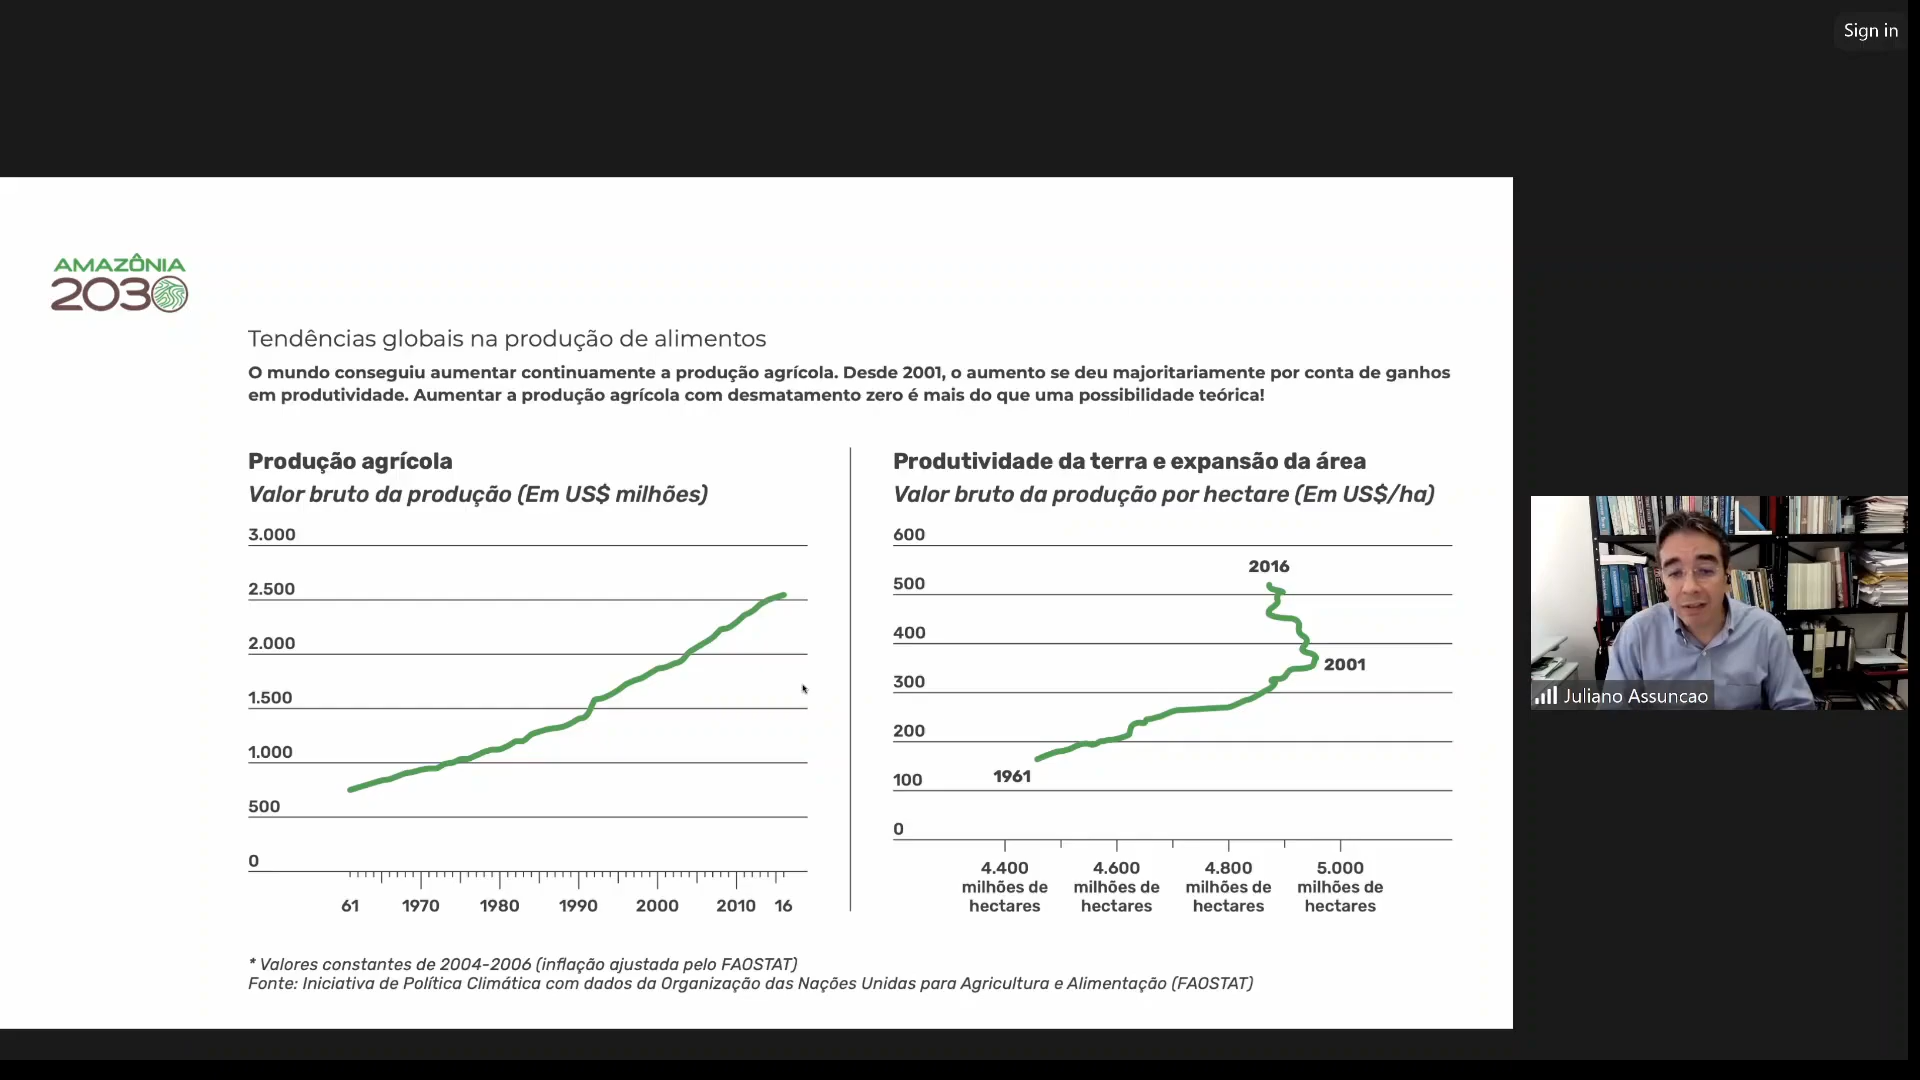 Sign in
AMAZÔNIA
2030
Tendências globais na produção de alimentos
O mundo conseguiu aumentar continuamente a produção agrícola. Desde 2001, o aumento se deu majoritariamente por conta de ganhos
em produtividade. Aumentar a produção agrícola com desmatamento zero é mais do que uma possibilidade teórica!
Produção agrícola
Valor bruto da produção (Em US$ milhões)
3.000
2.500
2.000
1.500
1.000
500
0
61 1970 1980 1990 2000 2010 16
Produtividade da terra e expansão da área
Valor bruto da produção por hectare (Em US$/ha)
600
2016
500
400
2001
300
200
1961
100
0
4.400 4.600 4.800 5.000
milhões de milhões de milhões de milhões de
hectares hectares hectares hectares
* Valores constantes de 2004-2006 (inflação ajustada pelo FAOSTAT)
Fonte: Iniciativa de Política Climática com dados da Organização das Nações Unidas para Agricultura e Alimentação (FAOSTAT)
Juliano Assuncao